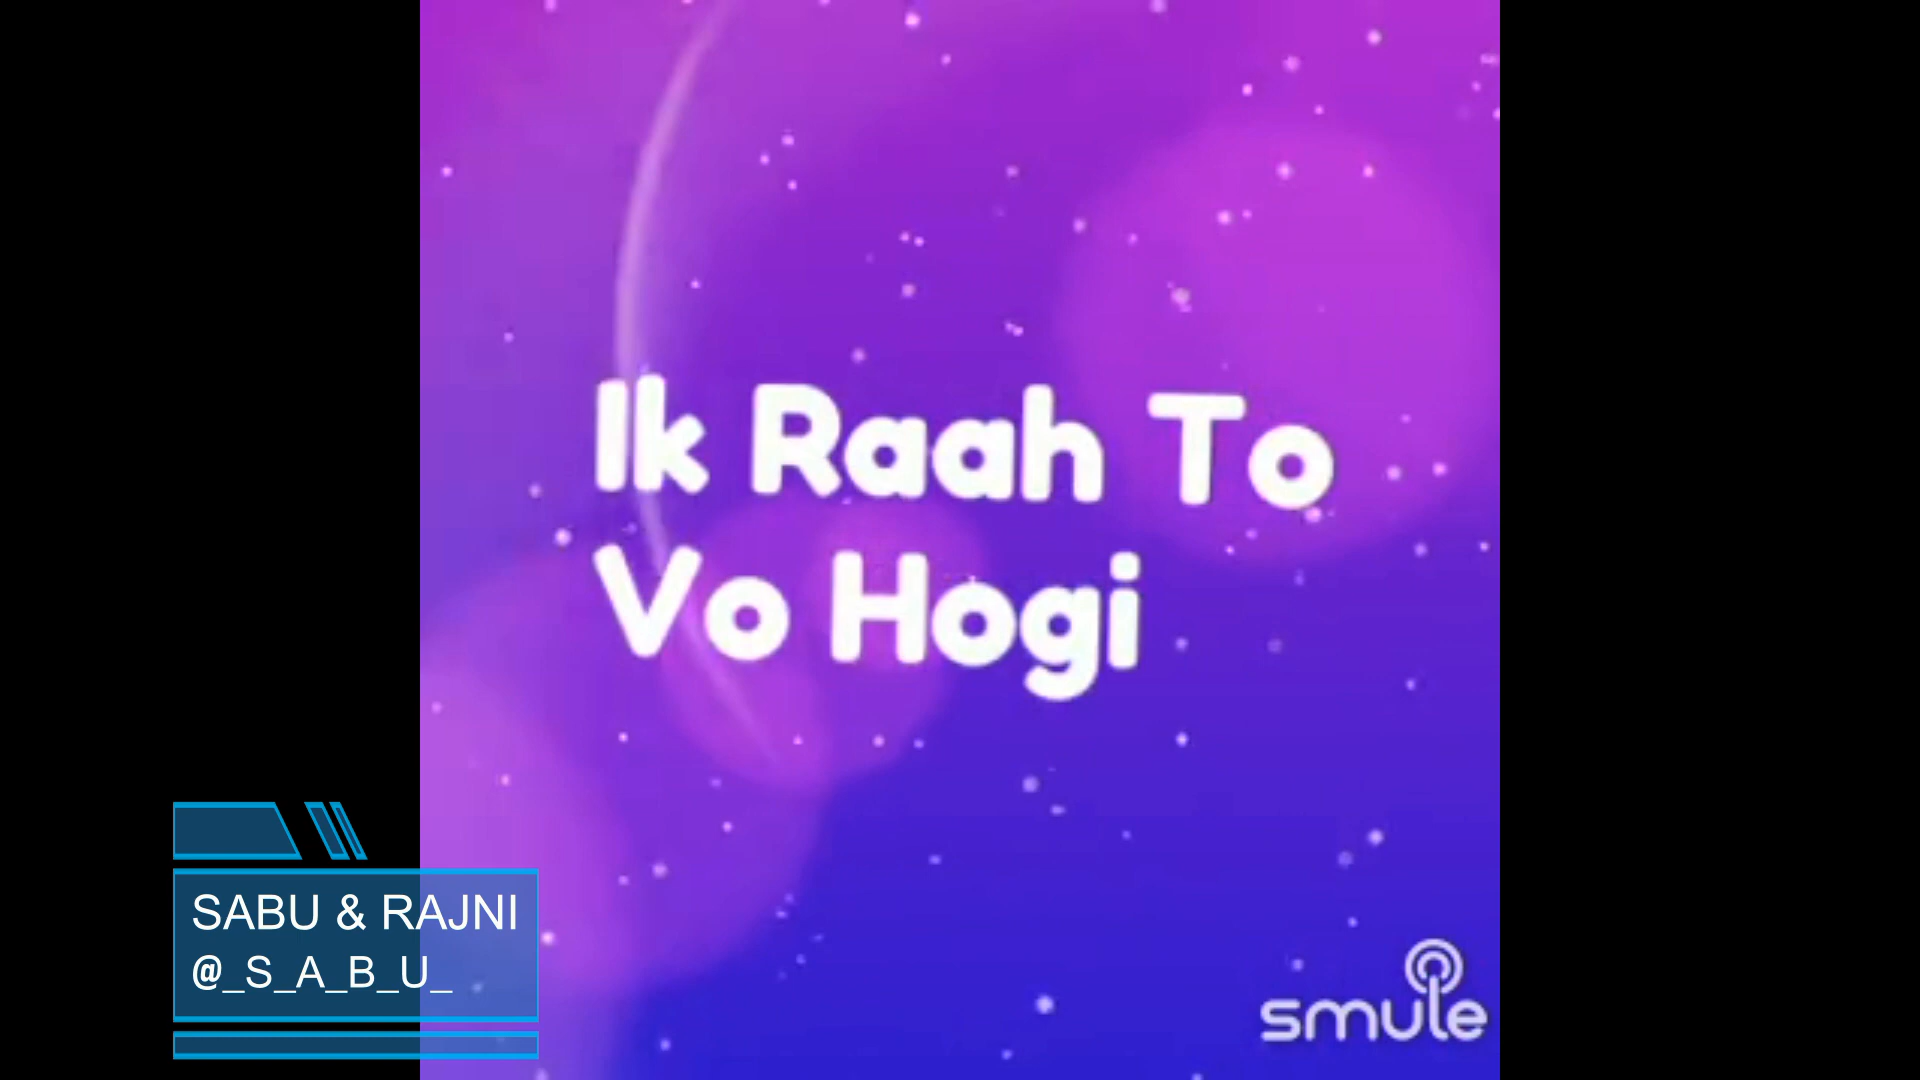 Ik Raah To
Vo Hogi
SABU & RAJNI
@_S_A_B_U_
smule